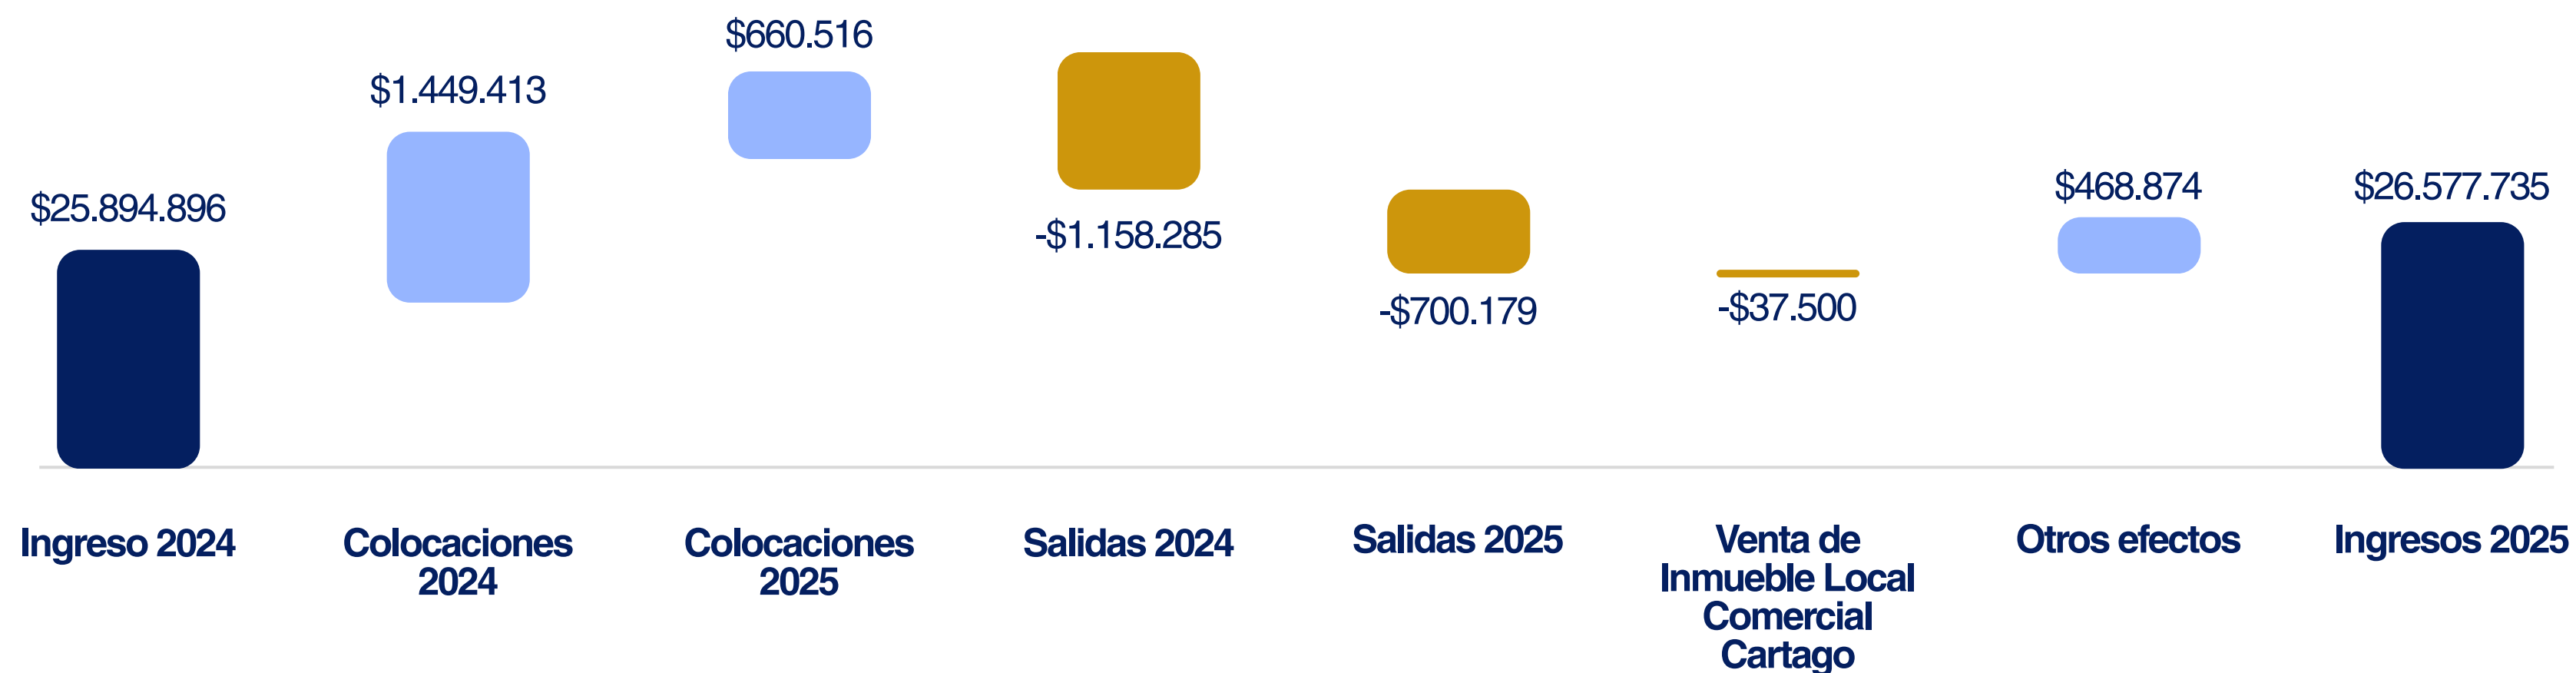 $660.516
$1.449.413
$25.894.896
-$1.158.285
-$700.179
-$37.500
$468.874
$26.577.735
Ingreso 2024
Colocaciones
2024
Colocaciones
2025
Salidas 2024
Salidas 2025
Venta de
Inmueble Local
Comercial
Cartago
Otros efectos
Ingresos 2025